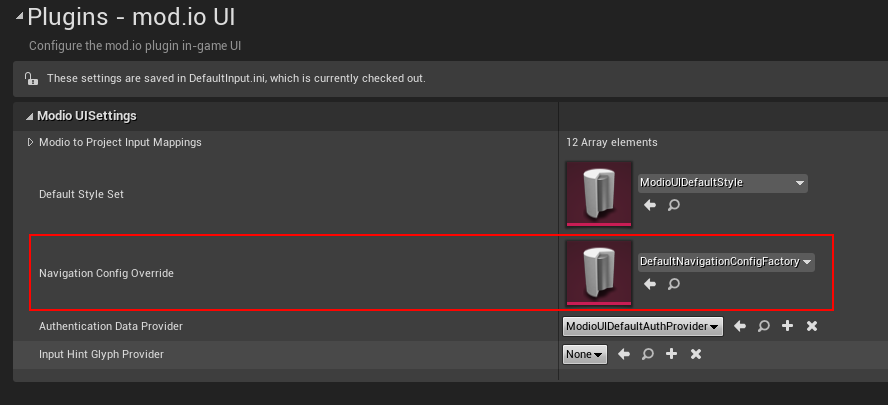 Plugins - mod.io UI
Configure the mod.io plugin in-game UI
These settings are saved in DefaultInput.ini, which is currently checked out.
Modio UISettings
Modio to Project Input Mappings
12 Array elements
Default Style Set
ModioUIDefaultStyle
Navigation Config Override
DefaultNavigationConfigFactory
Authentication Data Provider
ModioUIDefaultAuthProvider
Input Hint Glyph Provider
None